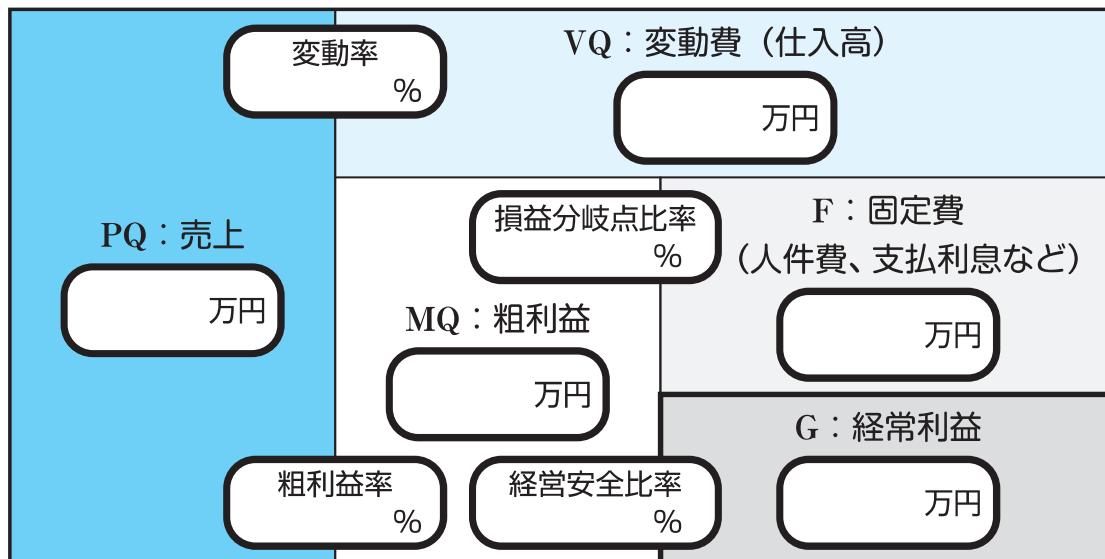 変動率
%
VQ：変動費（仕入高）
万円
PQ：売上
万円
損益分岐点比率
%
F：固定費
（人件費、支払利息など）
万円
MQ：粗利益
万円
G：経常利益
万円
粗利益率
%
経営安全比率
%